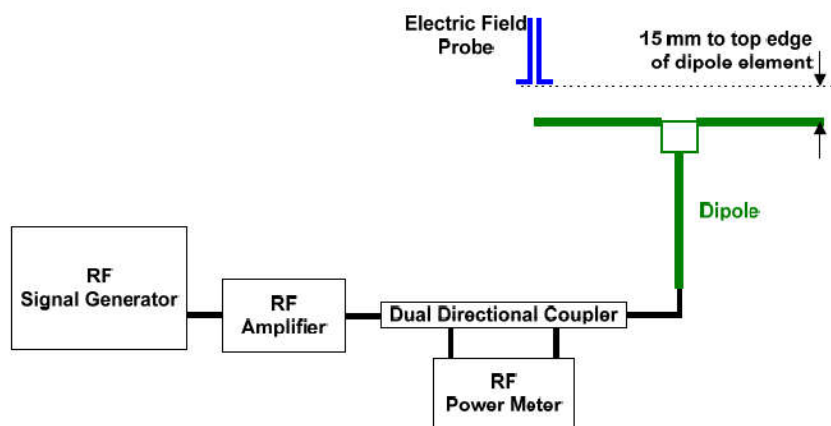 Electric Field
Probe
15 mm to top edge
of dipole element
Dipole
RF
Signal Generator
RF
Amplifier
Dual Directional Coupler
RF
Power Meter